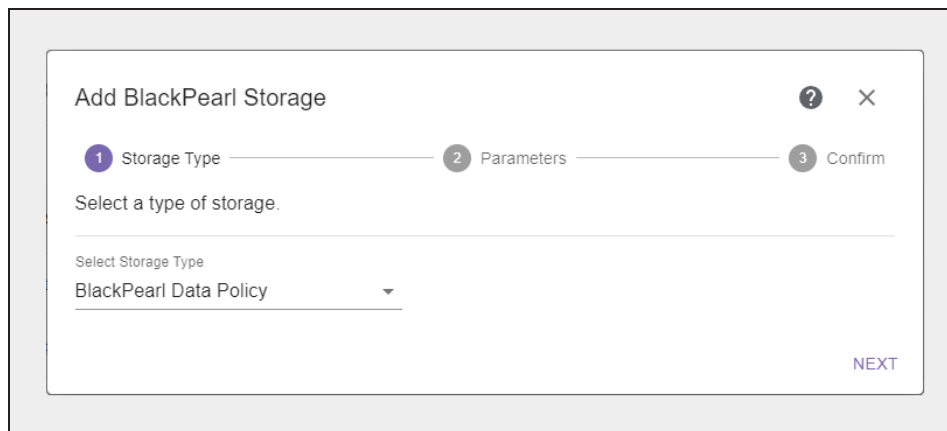 Add BlackPearl Storage ?
1 Storage Type 2 Parameters 3 Confirm
Select a type of storage.
Select Storage Type
BlackPearl Data Policy
NEXT